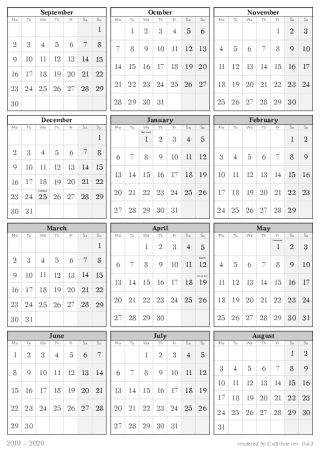 September
Mo Tu We Th Fr Sa Su
1
2 3 4 5 6 7 8
9 10 11 12 13 14 15
16 17 18 19 20 21 22
23 24 25 26 27 28 29
30
October
Mo Tu We Th Fr Sa Su
1 2 3 4 5 6
7 8 9 10 11 12 13
14 15 16 17 18 19 20
21 22 23 24 25 26 27
28 29 30 31
November
Mo Tu We Th Fr Sa Su
1 2 3
4 5 6 7 8 9 10
11 12 13 14 15 16 17
18 19 20 21 22 23 24
25 26 27 28 29 30
December
Mo Tu We Th Fr Sa Su
1
2 3 4 5 6 7 8
9 10 11 12 13 14 15
16 17 18 19 20 21 22
23 24 25 26 27 28 29
30 31
January
Mo Tu We Th Fr Sa Su
1 2 3 4 5
6 7 8 9 10 11 12
13 14 15 16 17 18 19
20 21 22 23 24 25 26
27 28 29 30 31
February
Mo Tu We Th Fr Sa Su
1 2
3 4 5 6 7 8 9
10 11 12 13 14 15 16
17 18 19 20 21 22 23
24 25 26 27 28 29
March
Mo Tu We Th Fr Sa Su
1
2 3 4 5 6 7 8
9 10 11 12 13 14 15
16 17 18 19 20 21 22
23 24 25 26 27 28 29
30 31
April
Mo Tu We Th Fr Sa Su
1 2 3 4 5
6 7 8 9 10 11 12
13 14 15 16 17 18 19
20 21 22 23 24 25 26
27 28 29 30
May
Mo Tu We Th Fr Sa Su
1 2 3
4 5 6 7 8 9 10
11 12 13 14 15 16 17
18 19 20 21 22 23 24
25 26 27 28 29 30 31
June
Mo Tu We Th Fr Sa Su
1 2 3 4 5 6 7
8 9 10 11 12 13 14
15 16 17 18 19 20 21
22 23 24 25 26 27 28
29 30
July
Mo Tu We Th Fr Sa Su
1 2 3 4 5
6 7 8 9 10 11 12
13 14 15 16 17 18 19
20 21 22 23 24 25 26
27 28 29 30 31
August
Mo Tu We Th Fr Sa Su
1 2
3 4 5 6 7 8 9
10 11 12 13 14 15 16
17 18 19 20 21 22 23
24 25 26 27 28 29 30
31
2019 – 2020
rendered by Callirhoe ver. 0.4.3